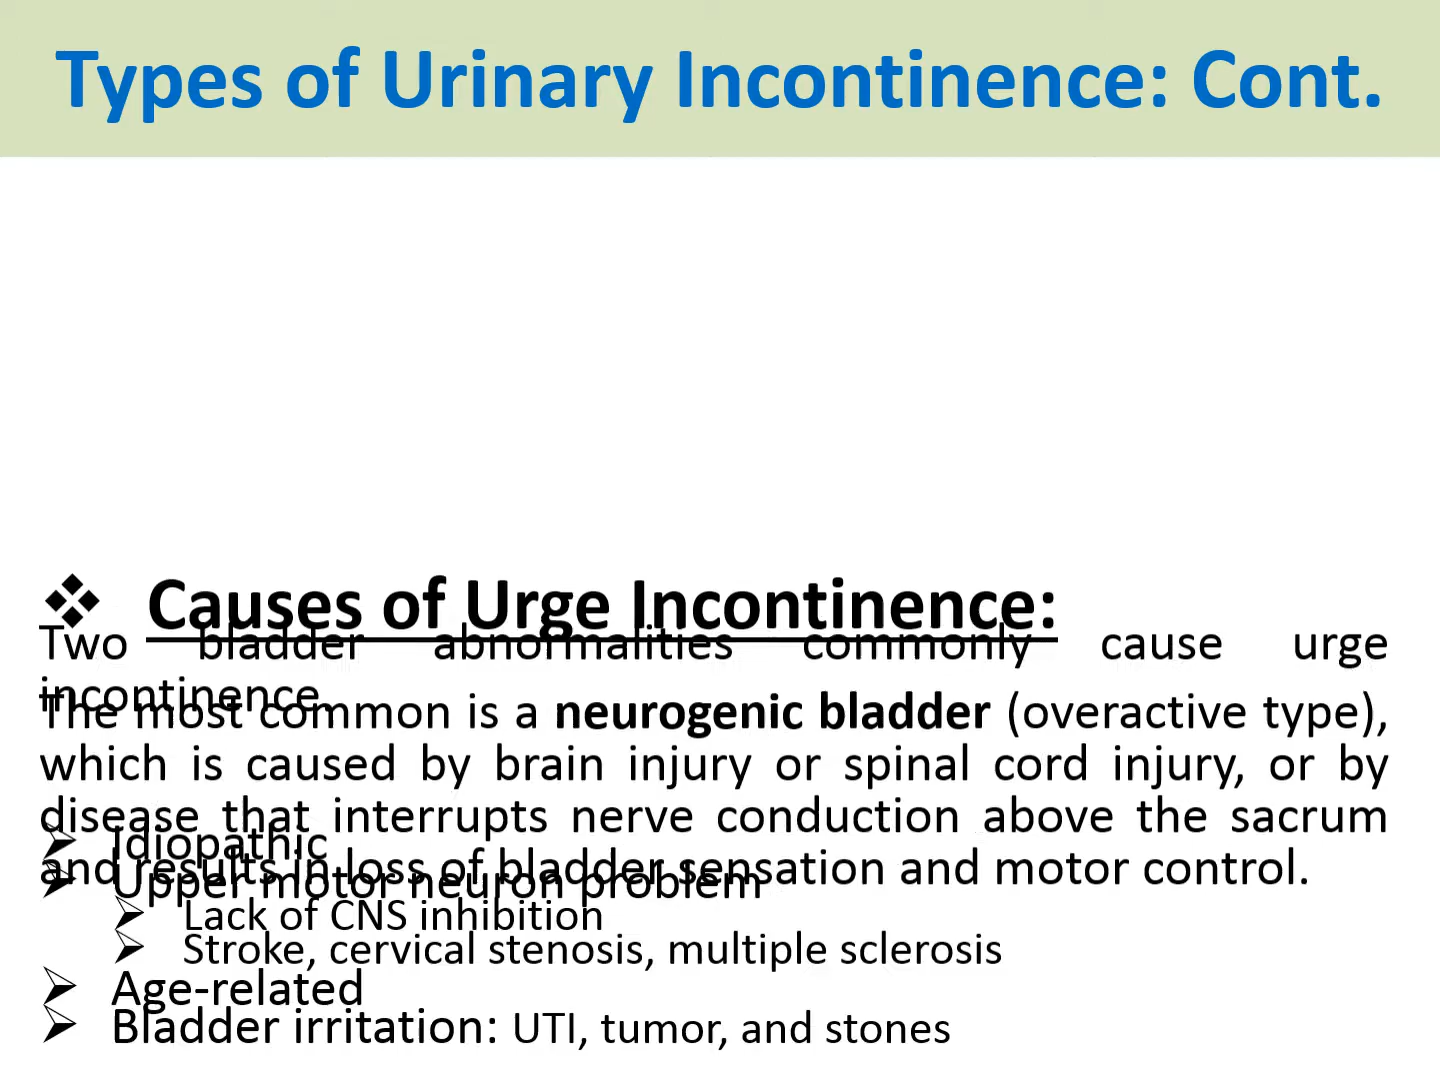 Types of Urinary Incontinence: Cont.
❖ Causes of Urge Incontinence:
Two bladder abnormalities commonly cause urge
incontinence.
The most common is a neurogenic bladder (overactive type),
which is caused by brain injury or spinal cord injury, or by
disease that interrupts nerve conduction above the sacrum
and results in loss of bladder sensation and motor control.
➢ Idiopathic
➢ Upper motor neuron problem
➢ Lack of CNS inhibition
➢ Stroke, cervical stenosis, multiple sclerosis
➢ Age-related
➢ Bladder irritation: UTI, tumor, and stones